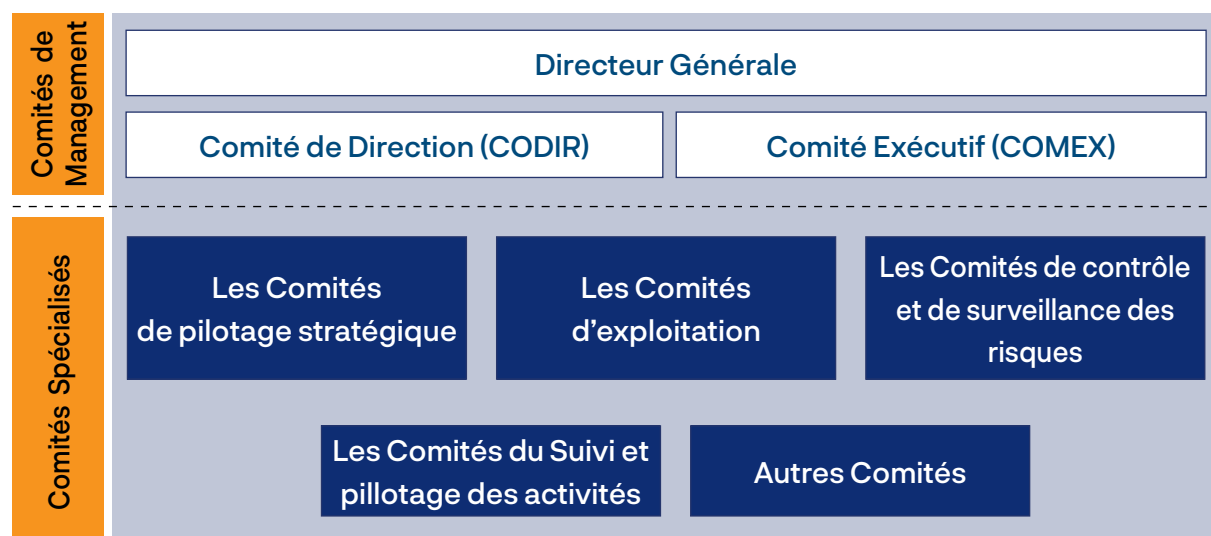 Comités de
Management
Directeur Générale
Comité de Direction (CODIR)
Comité Exécutif (COMEX)
Comités Spécialisés
Les Comités
de pilotage stratégique
Les Comités
d’exploitation
Les Comités de contrôle
et de surveillance des
risques
Les Comités du Suivi et
pillotage des activités
Autres Comités